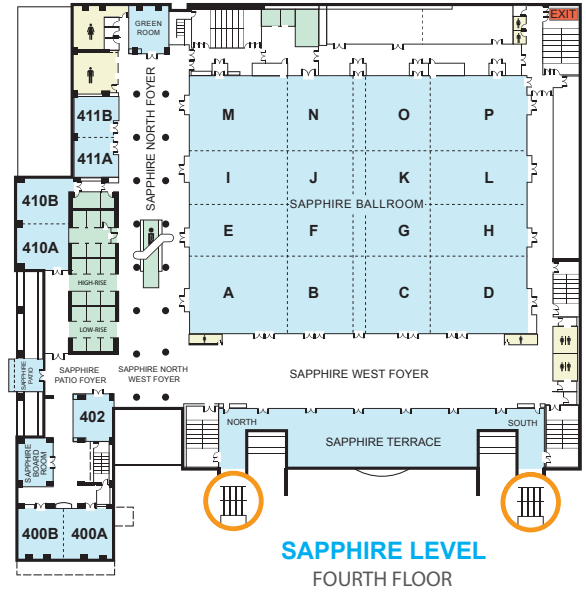 GREEN
ROOM
EXIT
SAPPHIRE NORTH FOYER
411B
411A
M
N
O
P
I
J
K
L
SAPPHIRE BALLROOM
410B
410A
E
F
G
H
HIGH-RISE
A
B
C
D
LOW-RISE
SAPPHIRE
PATIO FOYER
SAPPHIRE NORTH
WEST FOYER
SAPPHIRE WEST FOYER
SAPPHIRE
PATIO
402
NORTH
SOUTH
SAPPHIRE TERRACE
SAPPHIRE
BOARD
ROOM
400B
400A
SAPPHIRE LEVEL
FOURTH FLOOR